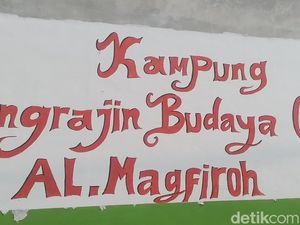 Kampung
ngrajin Budaya
AL. Magfiroh
detikcom